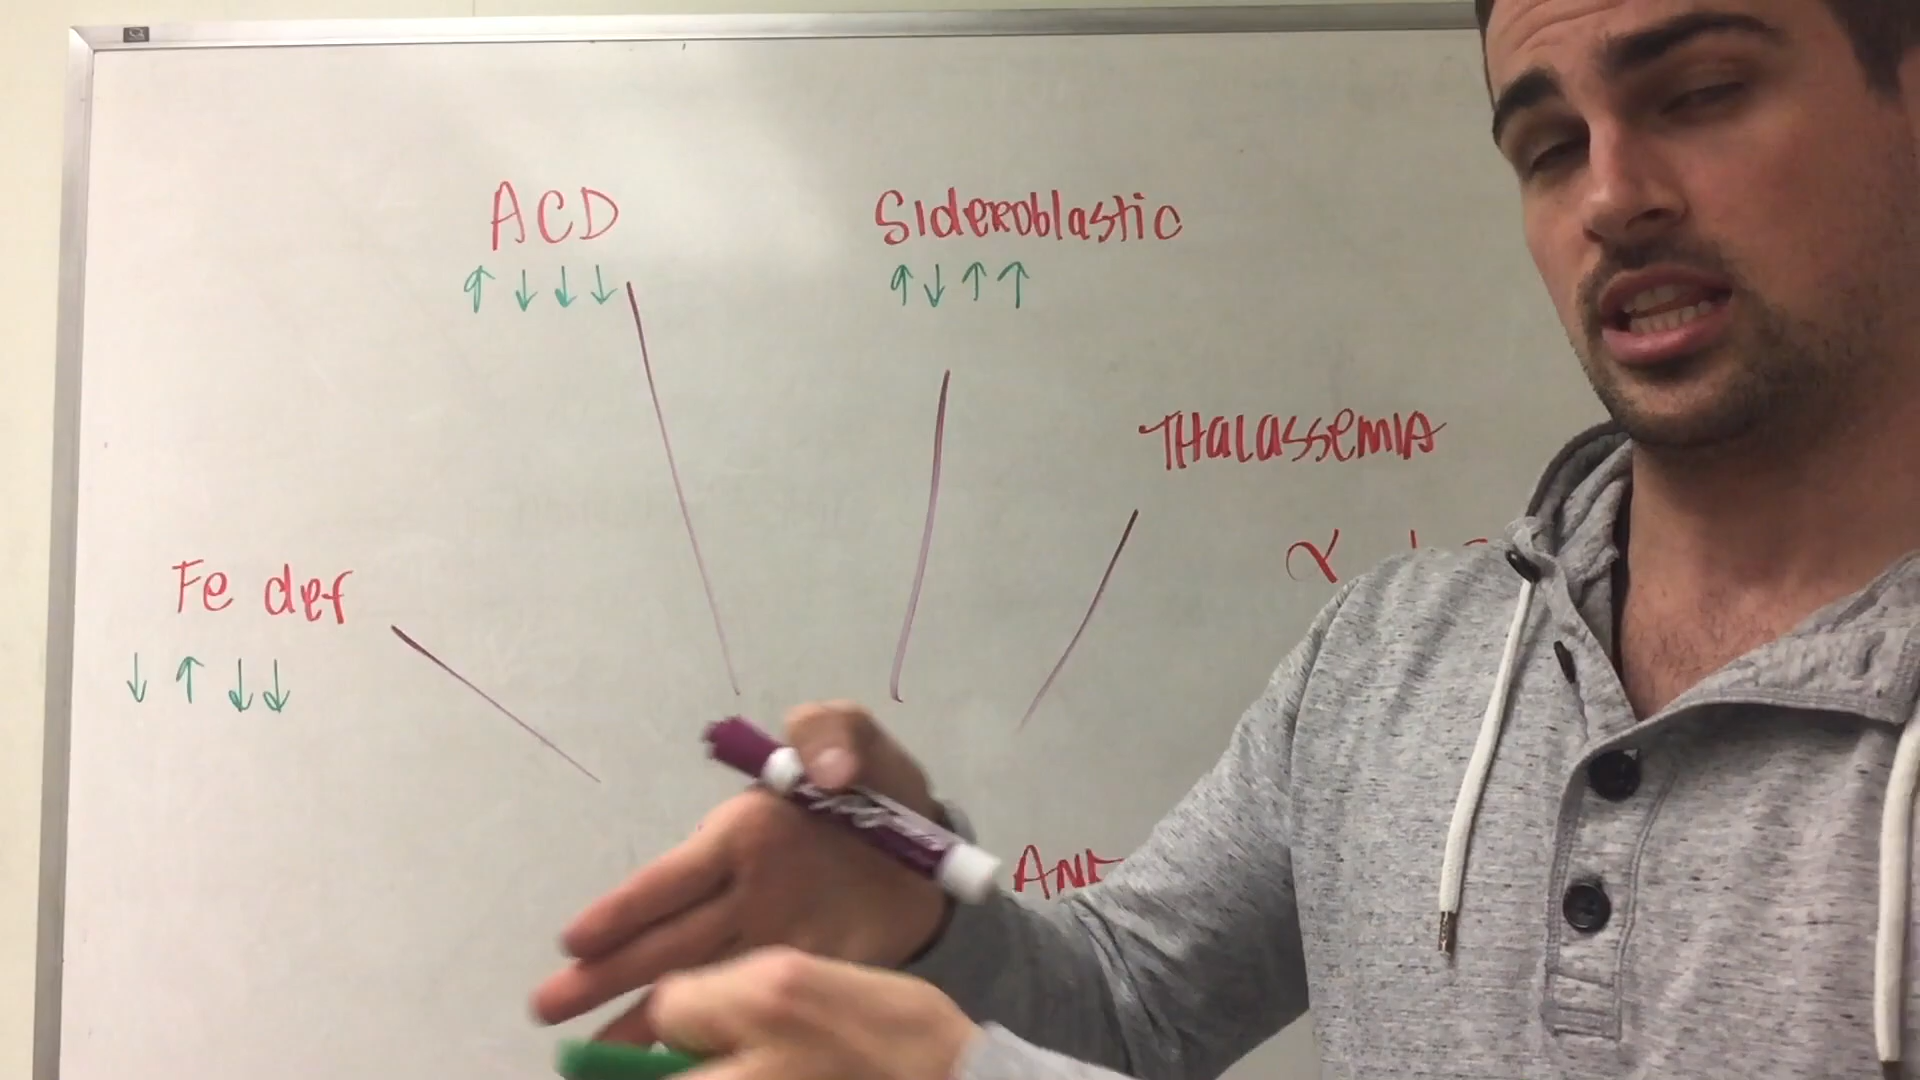 ACD
↑ ↓ ↓ ↓
Sideroblastic
↑ ↓ ↑ ↑
THalassemIA
α
Fe def
↓ ↑ ↓ ↓